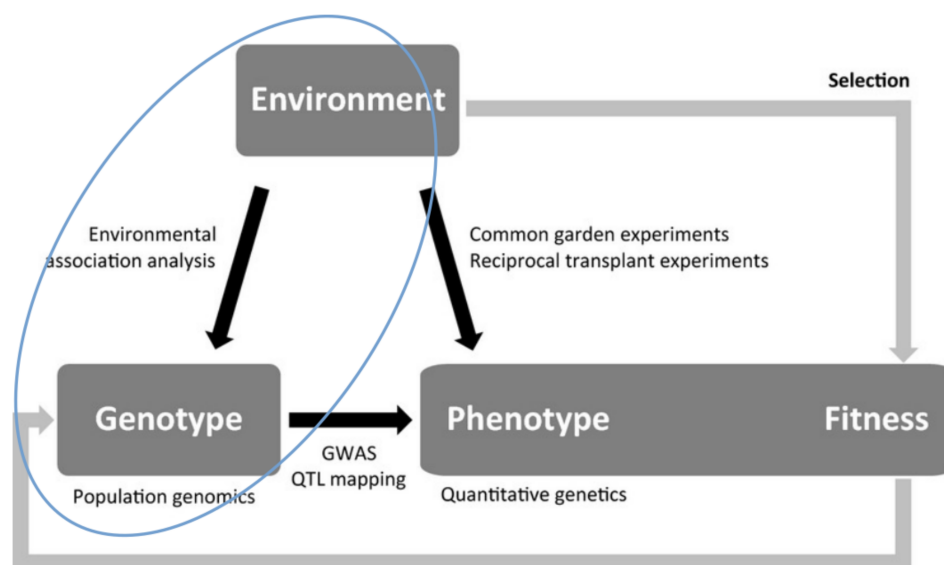 Environment
Selection
Environmental
association analysis
Common garden experiments
Reciprocal transplant experiments
Genotype
Phenotype
Fitness
GWAS
QTL mapping
Population genomics
Quantitative genetics